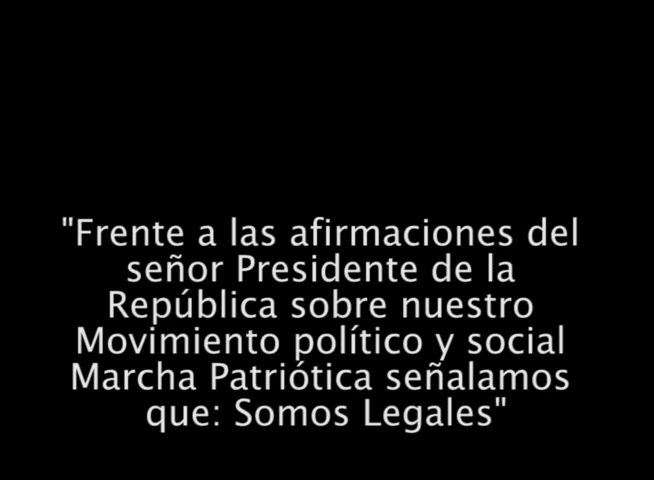 "Frente a las afirmaciones del
señor Presidente de la
República sobre nuestro
Movimiento político y social
Marcha Patriótica señalamos
que: Somos Legales"